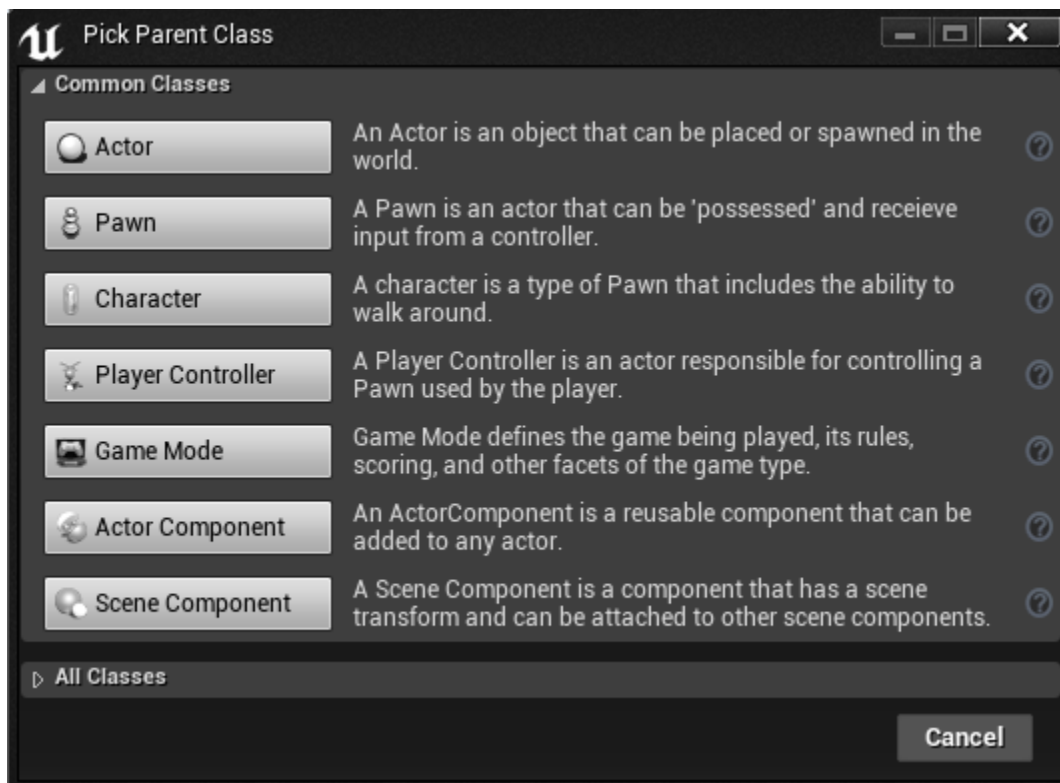 Pick Parent Class
Common Classes
Actor
An Actor is an object that can be placed or spawned in the
world.
Pawn
A Pawn is an actor that can be 'possessed' and receieve
input from a controller.
Character
A character is a type of Pawn that includes the ability to
walk around.
Player Controller
A Player Controller is an actor responsible for controlling a
Pawn used by the player.
Game Mode
Game Mode defines the game being played, its rules,
scoring, and other facets of the game type.
Actor Component
An ActorComponent is a reusable component that can be
added to any actor.
Scene Component
A Scene Component is a component that has a scene
transform and can be attached to other scene components.
All Classes
Cancel